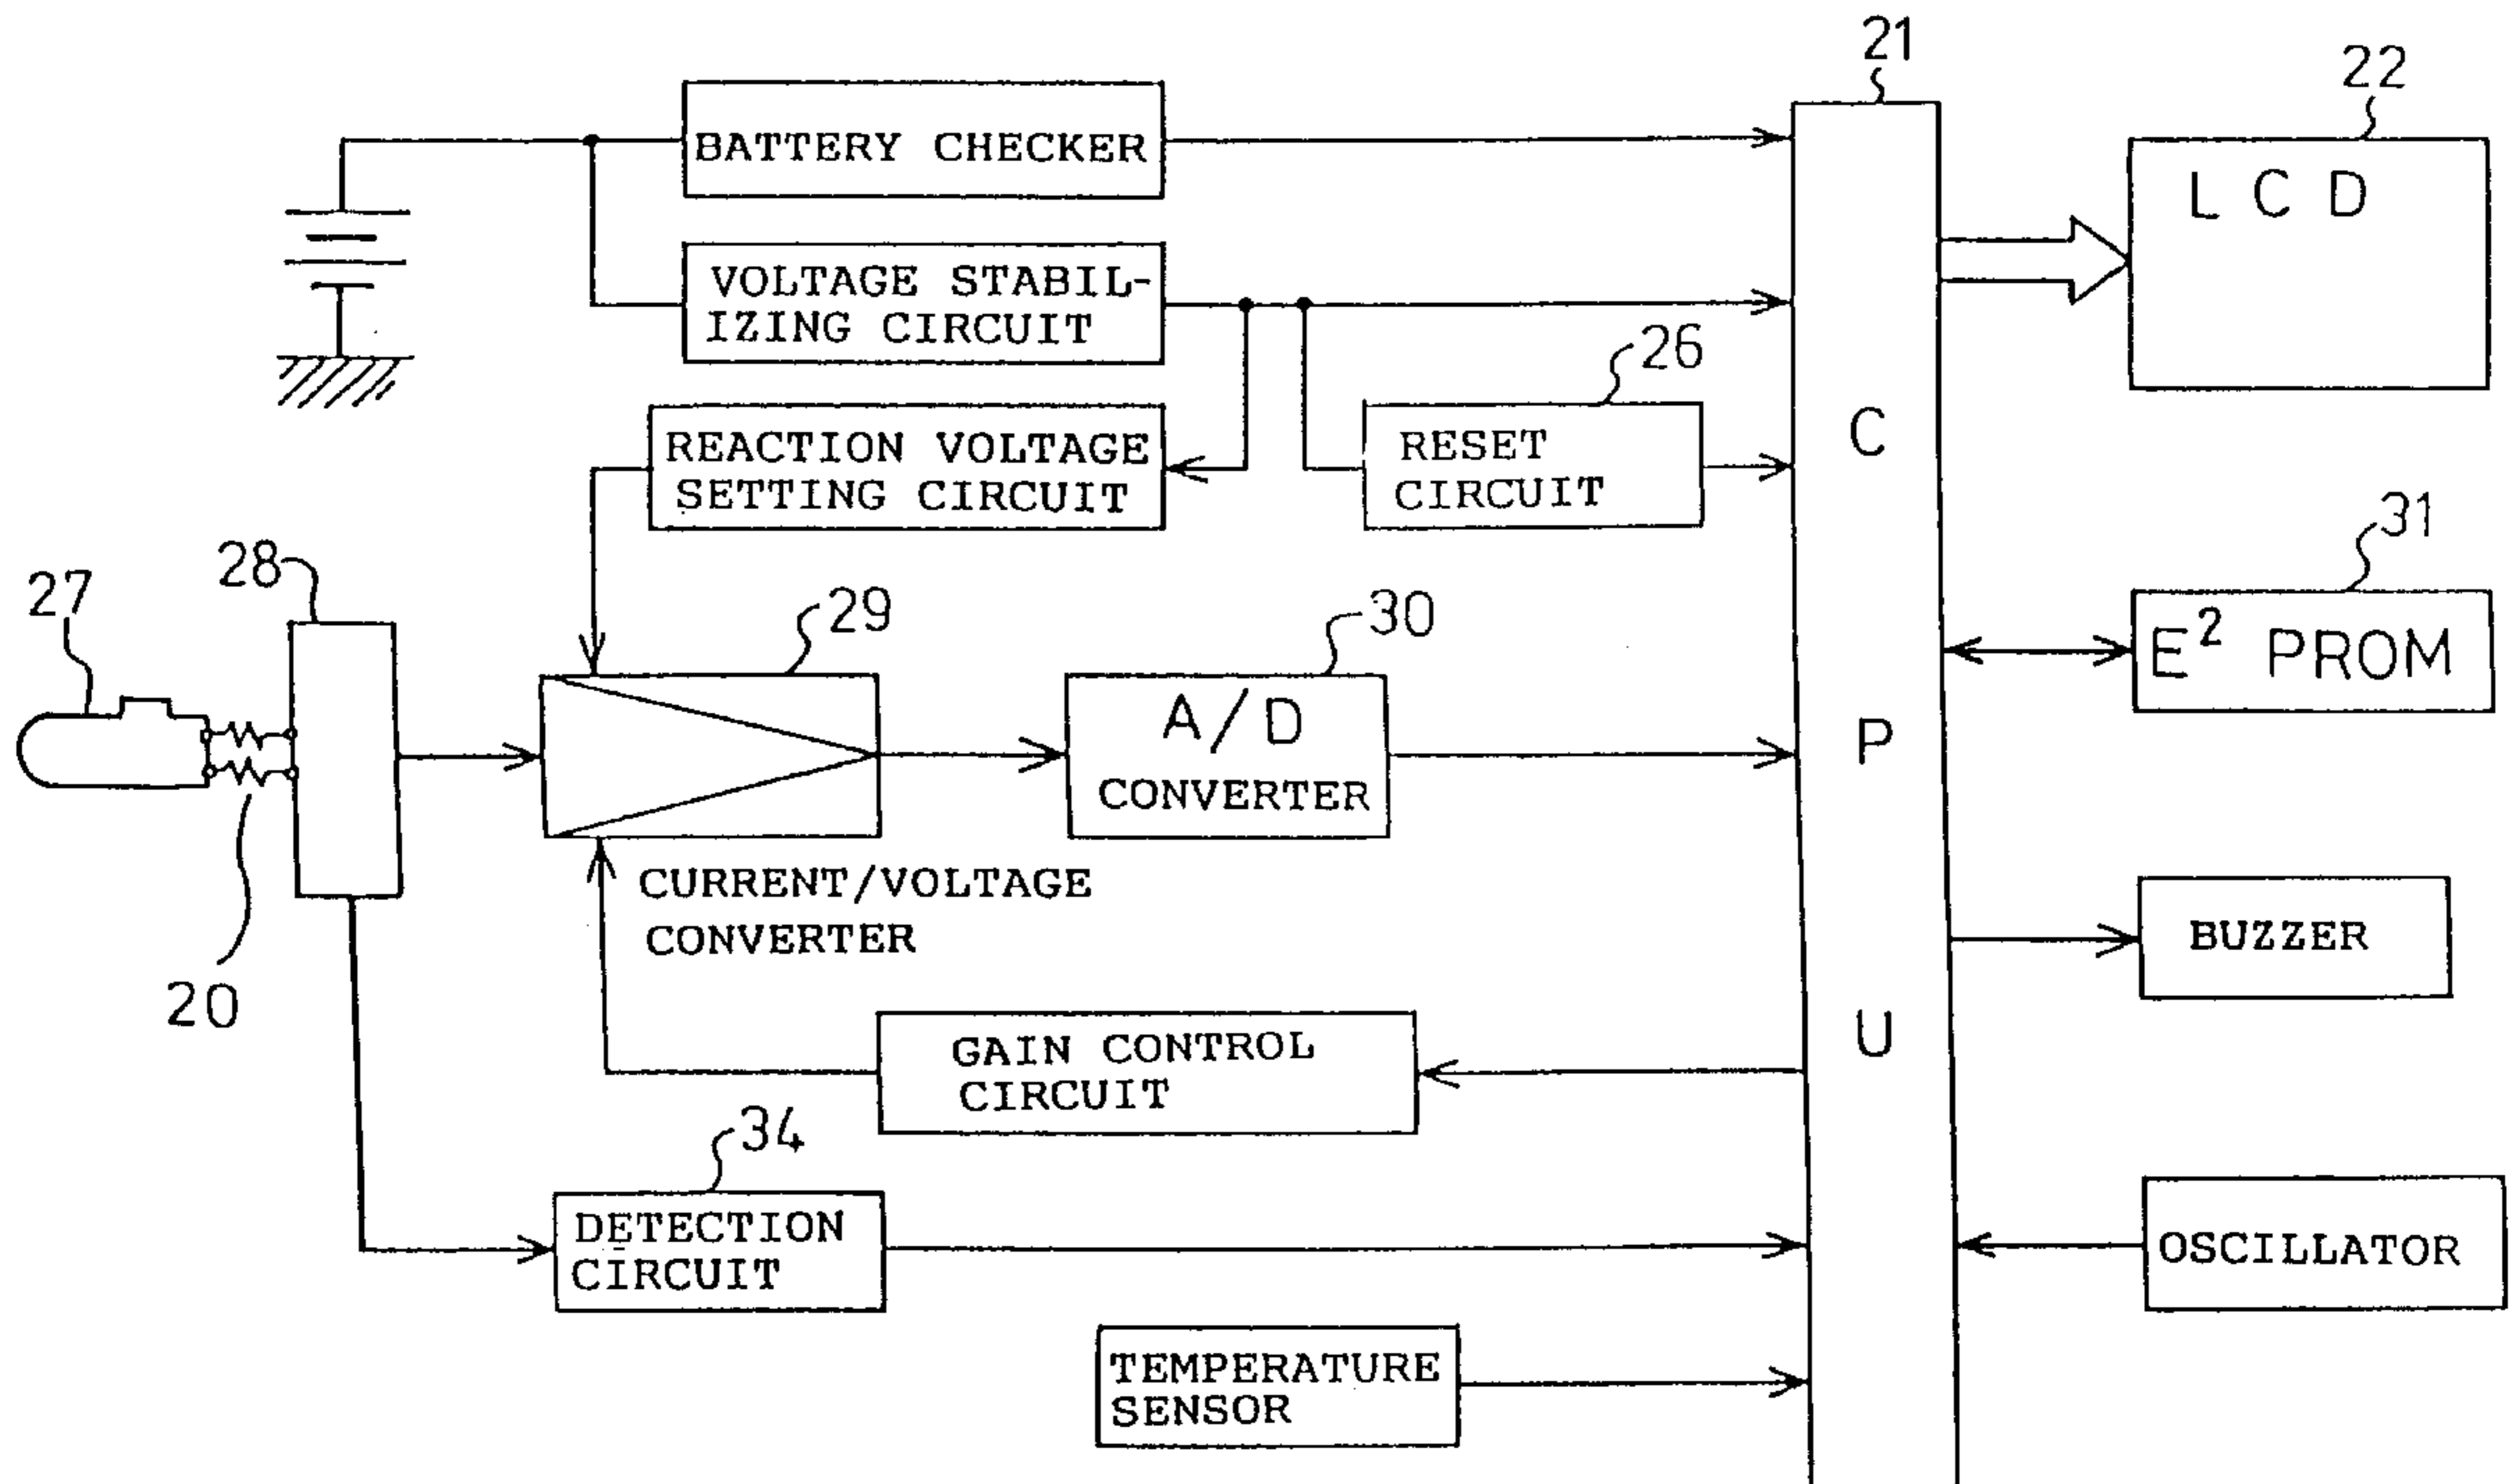 21
22
BATTERY CHECKER
LCD
VOLTAGE STABIL-
IZING CIRCUIT
26
REACTION VOLTAGE
SETTING CIRCUIT
RESET
CIRCUIT
C
P
U
31
E² PROM
27
28
29
30
A/D
CONVERTER
CURRENT/VOLTAGE
CONVERTER
20
BUZZER
GAIN CONTROL
CIRCUIT
34
DETECTION
CIRCUIT
OSCILLATOR
TEMPERATURE
SENSOR